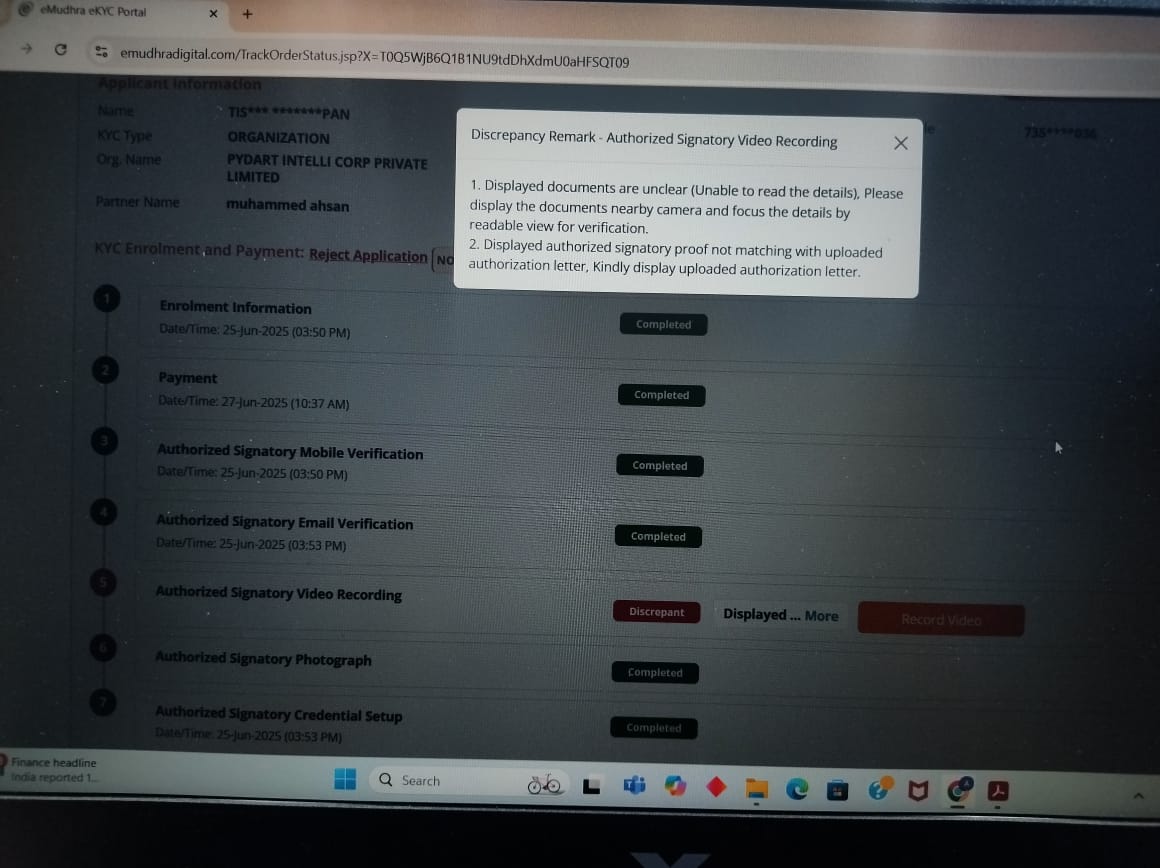 eMudhra eKYC Portal
emudhradigital.com/TrackOrderStatus.jsp?X=T0Q5WjB6Q1B1NU9tdDhXdmU0aHFSQT09
Applicant Information
Name TIS*** *******PAN
735****036
KYC Type ORGANIZATION
Org. Name PYDART INTELLI CORP PRIVATE
LIMITED
Partner Name muhammed ahsan
Discrepancy Remark - Authorized Signatory Video Recording
1. Displayed documents are unclear (Unable to read the details), Please
display the documents nearby camera and focus the details by
readable view for verification.
2. Displayed authorized signatory proof not matching with uploaded
authorization letter, Kindly display uploaded authorization letter.
KYC Enrolment and Payment: Reject Application
1 Enrolment Information
Date/Time: 25-Jun-2025 (03:50 PM)
Completed
2 Payment
Date/Time: 27-Jun-2025 (10:37 AM)
Completed
3 Authorized Signatory Mobile Verification
Date/Time: 25-Jun-2025 (03:50 PM)
Completed
4 Authorized Signatory Email Verification
Date/Time: 25-Jun-2025 (03:53 PM)
Completed
5 Authorized Signatory Video Recording
Discrepant Displayed ... More Record Video
6 Authorized Signatory Photograph
Completed
7 Authorized Signatory Credential Setup
Date/Time: 25-Jun-2025 (03:53 PM)
Completed
Finance headline
India reported 1...
Search